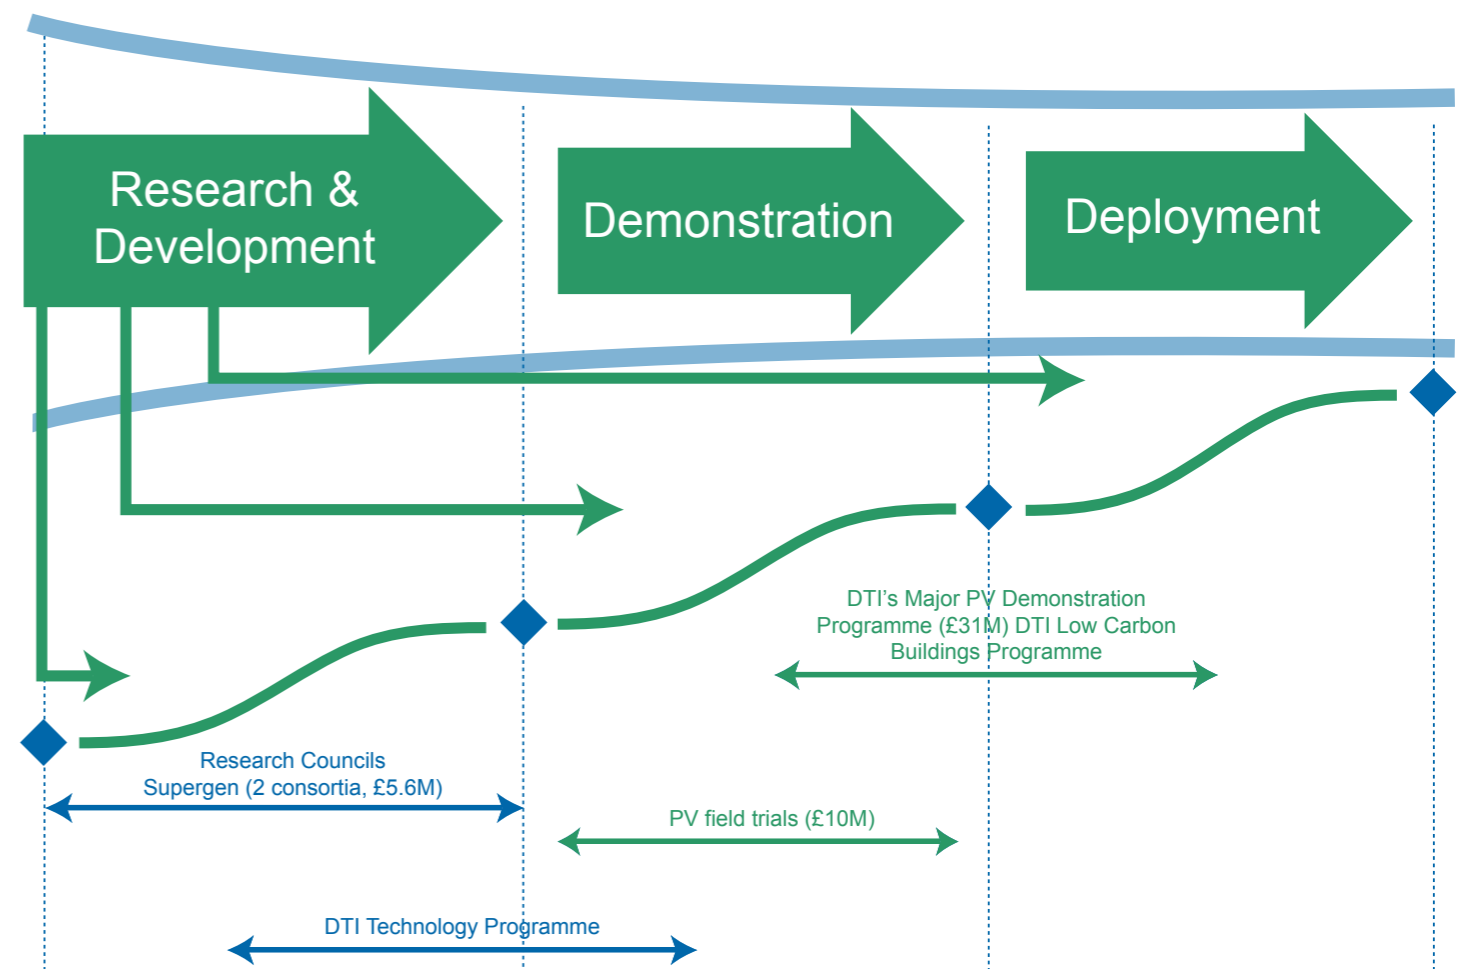 Research &
Development
Demonstration
Deployment
DTI’s Major PV Demonstration
Programme (£31M) DTI Low Carbon
Buildings Programme
Research Councils
Supergen (2 consortia, £5.6M)
PV field trials (£10M)
DTI Technology Programme